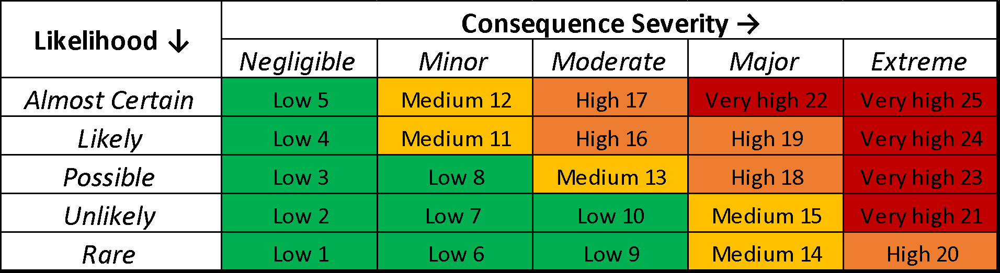 Likelihood ↓
Consequence Severity →
Negligible Minor Moderate Major Extreme
Almost Certain Low 5 Medium 12 High 17 Very high 22 Very high 25
Likely Low 4 Medium 11 High 16 High 19 Very high 24
Possible Low 3 Low 8 Medium 13 High 18 Very high 23
Unlikely Low 2 Low 7 Low 10 Medium 15 Very high 21
Rare Low 1 Low 6 Low 9 Medium 14 High 20